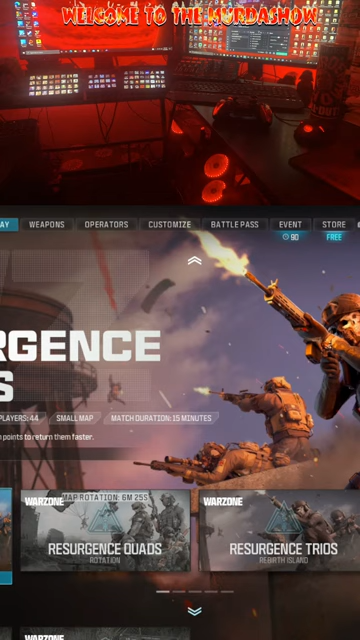 WELCOME TO THE MURDASHOW
AY WEAPONS OPERATORS CUSTOMIZE BATTLE PASS EVENT STORE
90 FREE
RGENCE
S
PLAYERS: 44 SMALL MAP MATCH DURATION: 15 MINUTES
points to return them faster.
WARZONE MAP ROTATION: 6M 25S WARZONE
RESURGENCE QUADS RESURGENCE TRIOS
ROTATION REBIRTH ISLAND
WARZONE